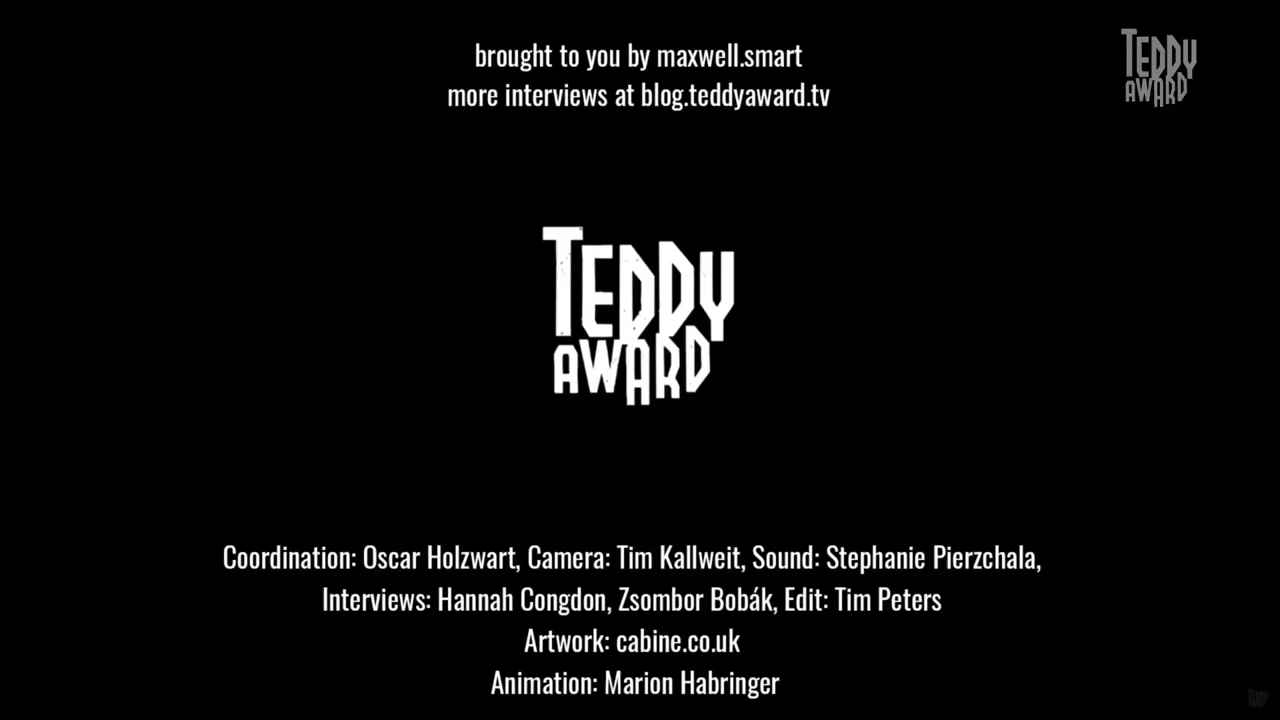 brought to you by maxwell.smart
more interviews at blog.teddyaward.tv
TEDDY
AWARD
TEDDY
AWARD
Coordination: Oscar Holzwart, Camera: Tim Kallweit, Sound: Stephanie Pierzchala,
Interviews: Hannah Congdon, Zsombor Bobák, Edit: Tim Peters
Artwork: cabine.co.uk
Animation: Marion Habringer